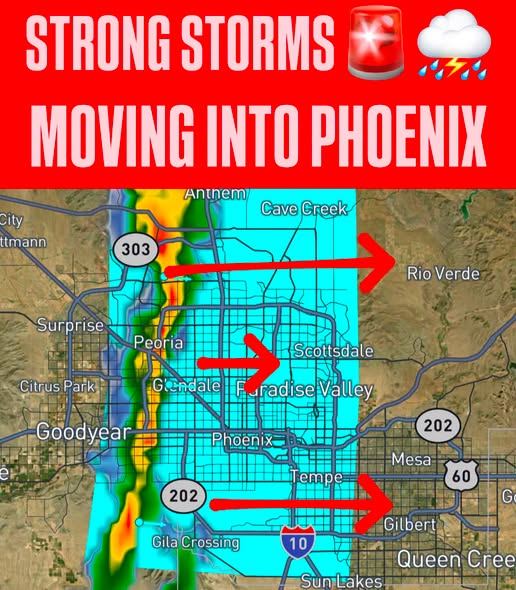 STRONG STORMS
MOVING INTO PHOENIX
Anthem
City
Cave Creek
ttmann
303
Rio Verde
Surprise
Peoria
Scottsdale
Citrus Park
Glendale
Paradise Valley
Goodyear
Phoenix
202
Mesa
Tempe
60
202
Gilbert
Gila Crossing
10
Queen Cree
Sun Lakes